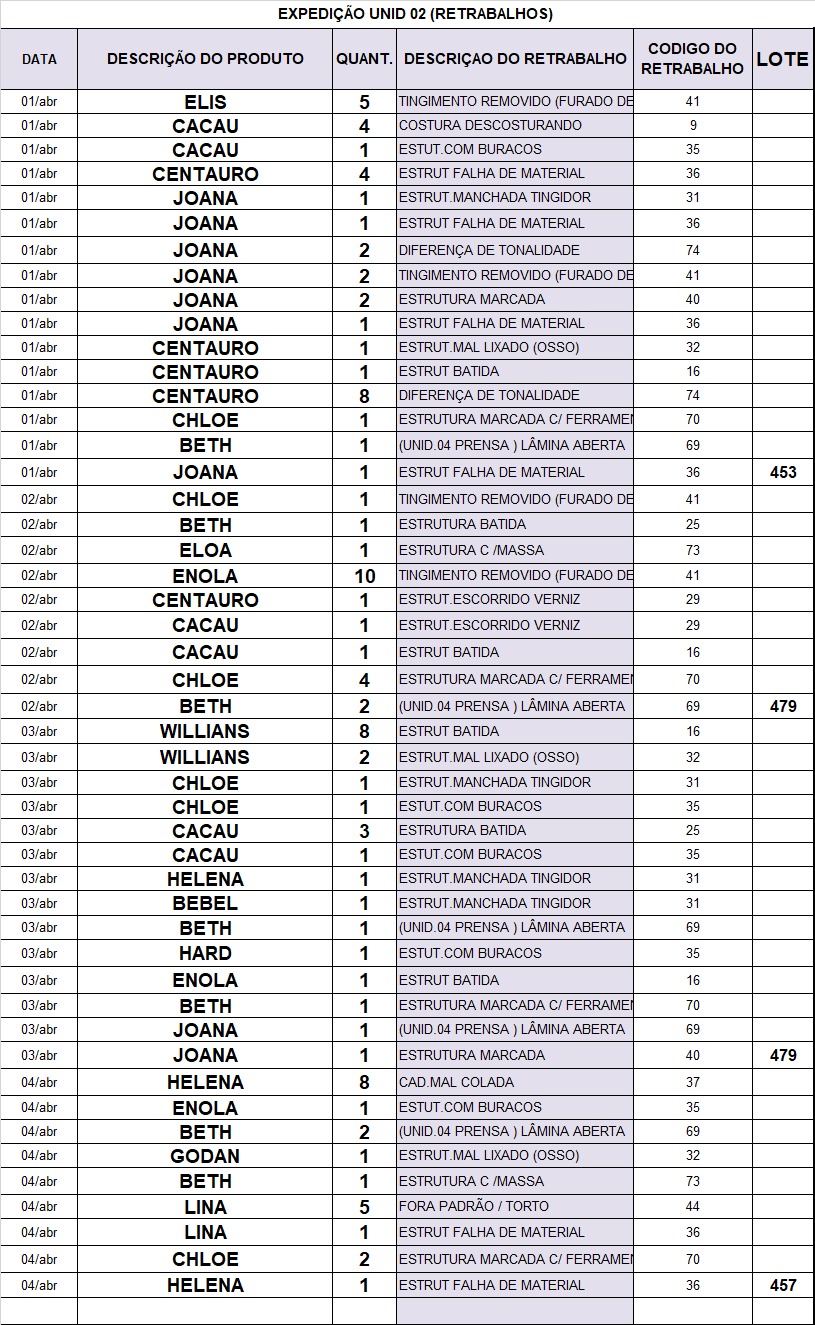 EXPEDIÇÃO UNID 02 (RETRABALHOS)
DATA DESCRIÇÃO DO PRODUTO QUANT. DESCRIÇAO DO RETRABALHO CODIGO DO RETRABALHO LOTE
01/abr ELIS 5 TINGIMENTO REMOVIDO (FURADO DE 41
01/abr CACAU 4 COSTURA DESCOSTURANDO 9
01/abr CACAU 1 ESTUT.COM BURACOS 35
01/abr CENTAURO 4 ESTRUT FALHA DE MATERIAL 36
01/abr JOANA 1 ESTRUT.MANCHADA TINGIDOR 31
01/abr JOANA 1 ESTRUT FALHA DE MATERIAL 36
01/abr JOANA 2 DIFERENÇA DE TONALIDADE 74
01/abr JOANA 2 TINGIMENTO REMOVIDO (FURADO DE 41
01/abr JOANA 2 ESTRUTURA MARCADA 40
01/abr JOANA 1 ESTRUT FALHA DE MATERIAL 36
01/abr CENTAURO 1 ESTRUT.MAL LIXADO (OSSO) 32
01/abr CENTAURO 1 ESTRUT BATIDA 16
01/abr CENTAURO 8 DIFERENÇA DE TONALIDADE 74
01/abr CHLOE 1 ESTRUTURA MARCADA C/ FERRAMEN 70
01/abr BETH 1 (UNID.04 PRENSA ) LÂMINA ABERTA 69
01/abr JOANA 1 ESTRUT FALHA DE MATERIAL 36 453
02/abr CHLOE 1 TINGIMENTO REMOVIDO (FURADO DE 41
02/abr BETH 1 ESTRUTURA BATIDA 25
02/abr ELOA 1 ESTRUTURA C /MASSA 73
02/abr ENOLA 10 TINGIMENTO REMOVIDO (FURADO DE 41
02/abr CENTAURO 1 ESTRUT.ESCORRIDO VERNIZ 29
02/abr CACAU 1 ESTRUT.ESCORRIDO VERNIZ 29
02/abr CACAU 1 ESTRUT BATIDA 16
02/abr CHLOE 4 ESTRUTURA MARCADA C/ FERRAMEN 70
02/abr BETH 2 (UNID.04 PRENSA ) LÂMINA ABERTA 69 479
03/abr WILLIANS 8 ESTRUT BATIDA 16
03/abr WILLIANS 2 ESTRUT.MAL LIXADO (OSSO) 32
03/abr CHLOE 1 ESTRUT.MANCHADA TINGIDOR 31
03/abr CHLOE 1 ESTUT.COM BURACOS 35
03/abr CACAU 3 ESTRUTURA BATIDA 25
03/abr CACAU 1 ESTUT.COM BURACOS 35
03/abr HELENA 1 ESTRUT.MANCHADA TINGIDOR 31
03/abr BEBEL 1 ESTRUT.MANCHADA TINGIDOR 31
03/abr BETH 1 (UNID.04 PRENSA ) LÂMINA ABERTA 69
03/abr HARD 1 ESTUT.COM BURACOS 35
03/abr ENOLA 1 ESTRUT BATIDA 16
03/abr BETH 1 ESTRUTURA MARCADA C/ FERRAMEN 70
03/abr JOANA 1 (UNID.04 PRENSA ) LÂMINA ABERTA 69
03/abr JOANA 1 ESTRUTURA MARCADA 40 479
04/abr HELENA 8 CAD.MAL COLADA 37
04/abr ENOLA 1 ESTUT.COM BURACOS 35
04/abr BETH 2 (UNID.04 PRENSA ) LÂMINA ABERTA 69
04/abr GODAN 1 ESTRUT.MAL LIXADO (OSSO) 32
04/abr BETH 1 ESTRUTURA C /MASSA 73
04/abr LINA 5 FORA PADRÃO / TORTO 44
04/abr LINA 1 ESTRUT FALHA DE MATERIAL 36
04/abr CHLOE 2 ESTRUTURA MARCADA C/ FERRAMEN 70
04/abr HELENA 1 ESTRUT FALHA DE MATERIAL 36 457